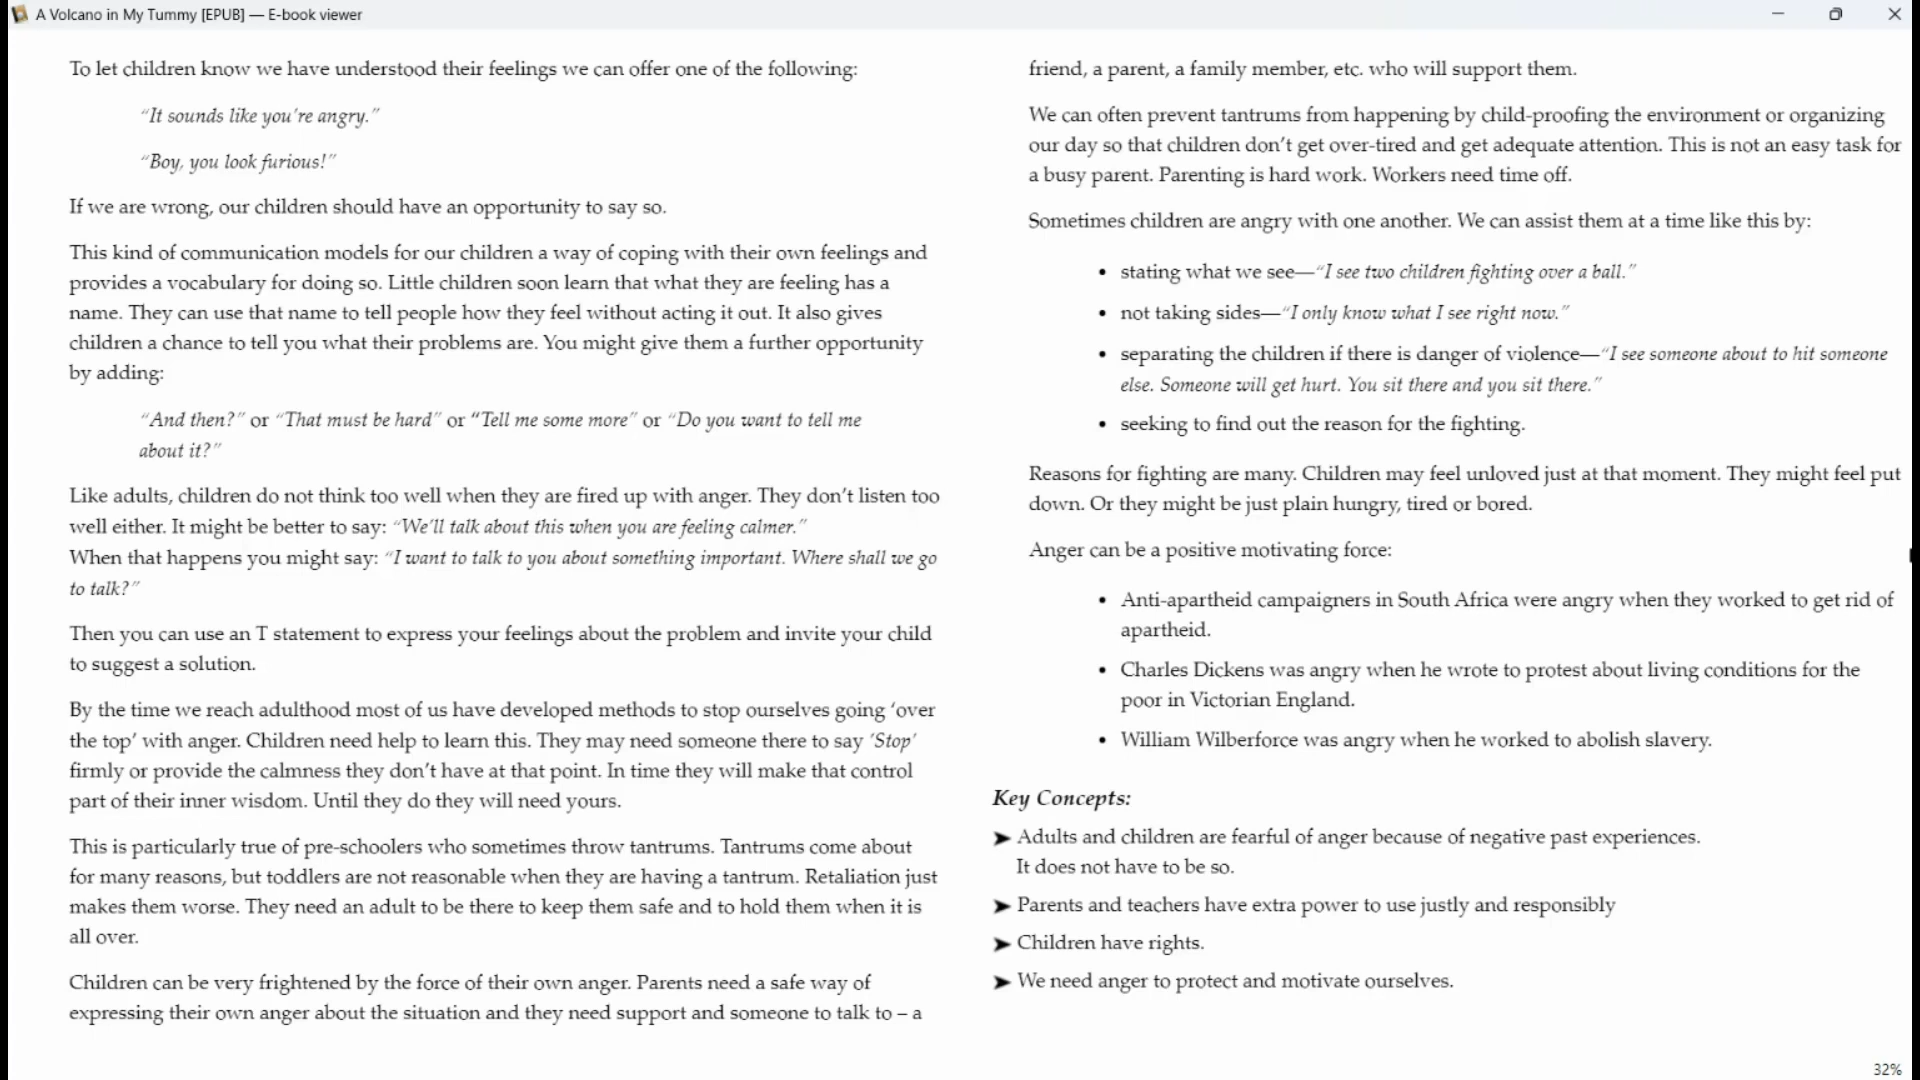 A Volcano in My Tummy [EPUB] — E-book viewer
To let children know we have understood their feelings we can offer one of the following:
“It sounds like you're angry.”
“Boy, you look furious!”
If we are wrong, our children should have an opportunity to say so.
This kind of communication models for our children a way of coping with their own feelings and
provides a vocabulary for doing so. Little children soon learn that what they are feeling has a
name. They can use that name to tell people how they feel without acting it out. It also gives
children a chance to tell you what their problems are. You might give them a further opportunity
by adding:
“And then?” or “That must be hard” or “Tell me some more” or “Do you want to tell me
about it?”
Like adults, children do not think too well when they are fired up with anger. They don't listen too
well either. It might be better to say: “We'll talk about this when you are feeling calmer.”
When that happens you might say: “I want to talk to you about something important. Where shall we go
to talk?”
Then you can use an T statement to express your feelings about the problem and invite your child
to suggest a solution.
By the time we reach adulthood most of us have developed methods to stop ourselves going ‘over
the top’ with anger. Children need help to learn this. They may need someone there to say ‘Stop’
firmly or provide the calmness they don't have at that point. In time they will make that control
part of their inner wisdom. Until they do they will need yours.
This is particularly true of pre-schoolers who sometimes throw tantrums. Tantrums come about
for many reasons, but toddlers are not reasonable when they are having a tantrum. Retaliation just
makes them worse. They need an adult to be there to keep them safe and to hold them when it is
all over.
Children can be very frightened by the force of their own anger. Parents need a safe way of
expressing their own anger about the situation and they need support and someone to talk to – a
friend, a parent, a family member, etc. who will support them.
We can often prevent tantrums from happening by child-proofing the environment or organizing
our day so that children don't get over-tired and get adequate attention. This is not an easy task for
a busy parent. Parenting is hard work. Workers need time off.
Sometimes children are angry with one another. We can assist them at a time like this by:
• stating what we see—“I see two children fighting over a ball.”
• not taking sides—“I only know what I see right now.”
• separating the children if there is danger of violence—“I see someone about to hit someone
else. Someone will get hurt. You sit there and you sit there.”
• seeking to find out the reason for the fighting.
Reasons for fighting are many. Children may feel unloved just at that moment. They might feel put
down. Or they might be just plain hungry, tired or bored.
Anger can be a positive motivating force:
• Anti-apartheid campaigners in South Africa were angry when they worked to get rid of
apartheid.
• Charles Dickens was angry when he wrote to protest about living conditions for the
poor in Victorian England.
• William Wilberforce was angry when he worked to abolish slavery.
Key Concepts:
➤ Adults and children are fearful of anger because of negative past experiences.
It does not have to be so.
➤ Parents and teachers have extra power to use justly and responsibly
➤ Children have rights.
➤ We need anger to protect and motivate ourselves.
32%